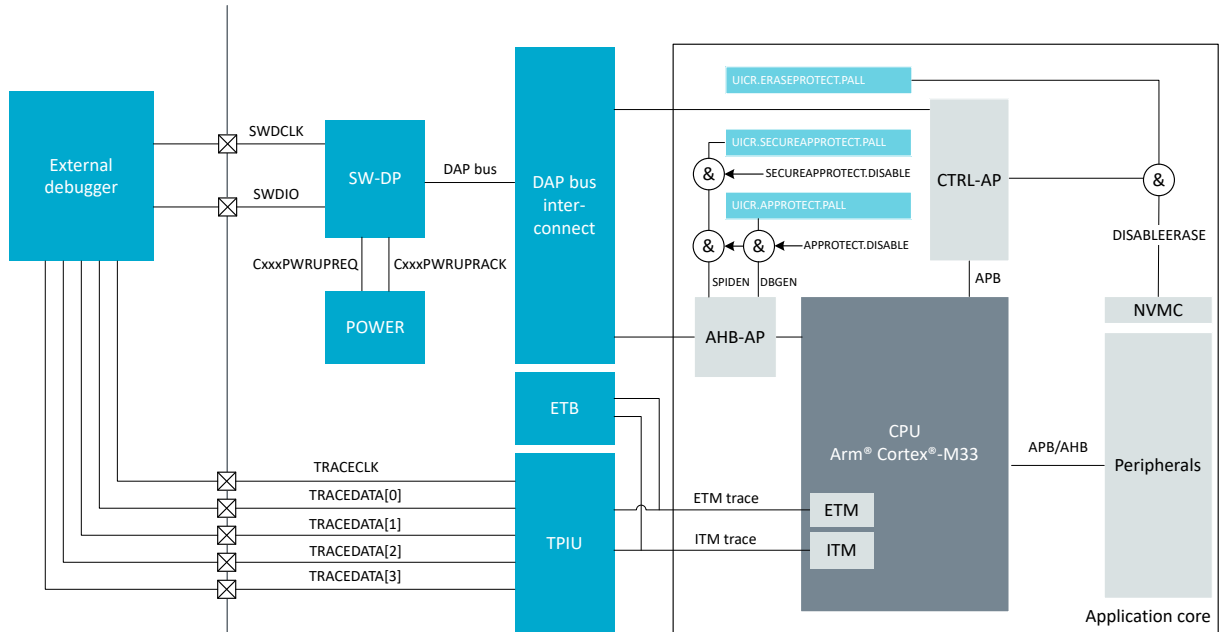 UICR.ERASEPROTECT.PALL
External
debugger
SWDCLK
SWDIO
SW-DP
DAP bus
DAP bus
inter-
connect
CxxxPWRUPREQ
CxxxPWRUPRACK
POWER
UICR.SECUREAPPROTECT.PALL
&
SECUREAPPROTECT.DISABLE
UICR.APPROTECT.PALL
&
&
APPROTECT.DISABLE
SPIDEN
DBGEN
CTRL-AP
&
DISABLEERASE
APB
NVMC
AHB-AP
ETB
CPU
Arm® Cortex®-M33
APB/AHB
Peripherals
TRACECLK
TRACEDATA[0]
TRACEDATA[1]
TRACEDATA[2]
TRACEDATA[3]
TPIU
ETM trace
ITM trace
ETM
ITM
Application core